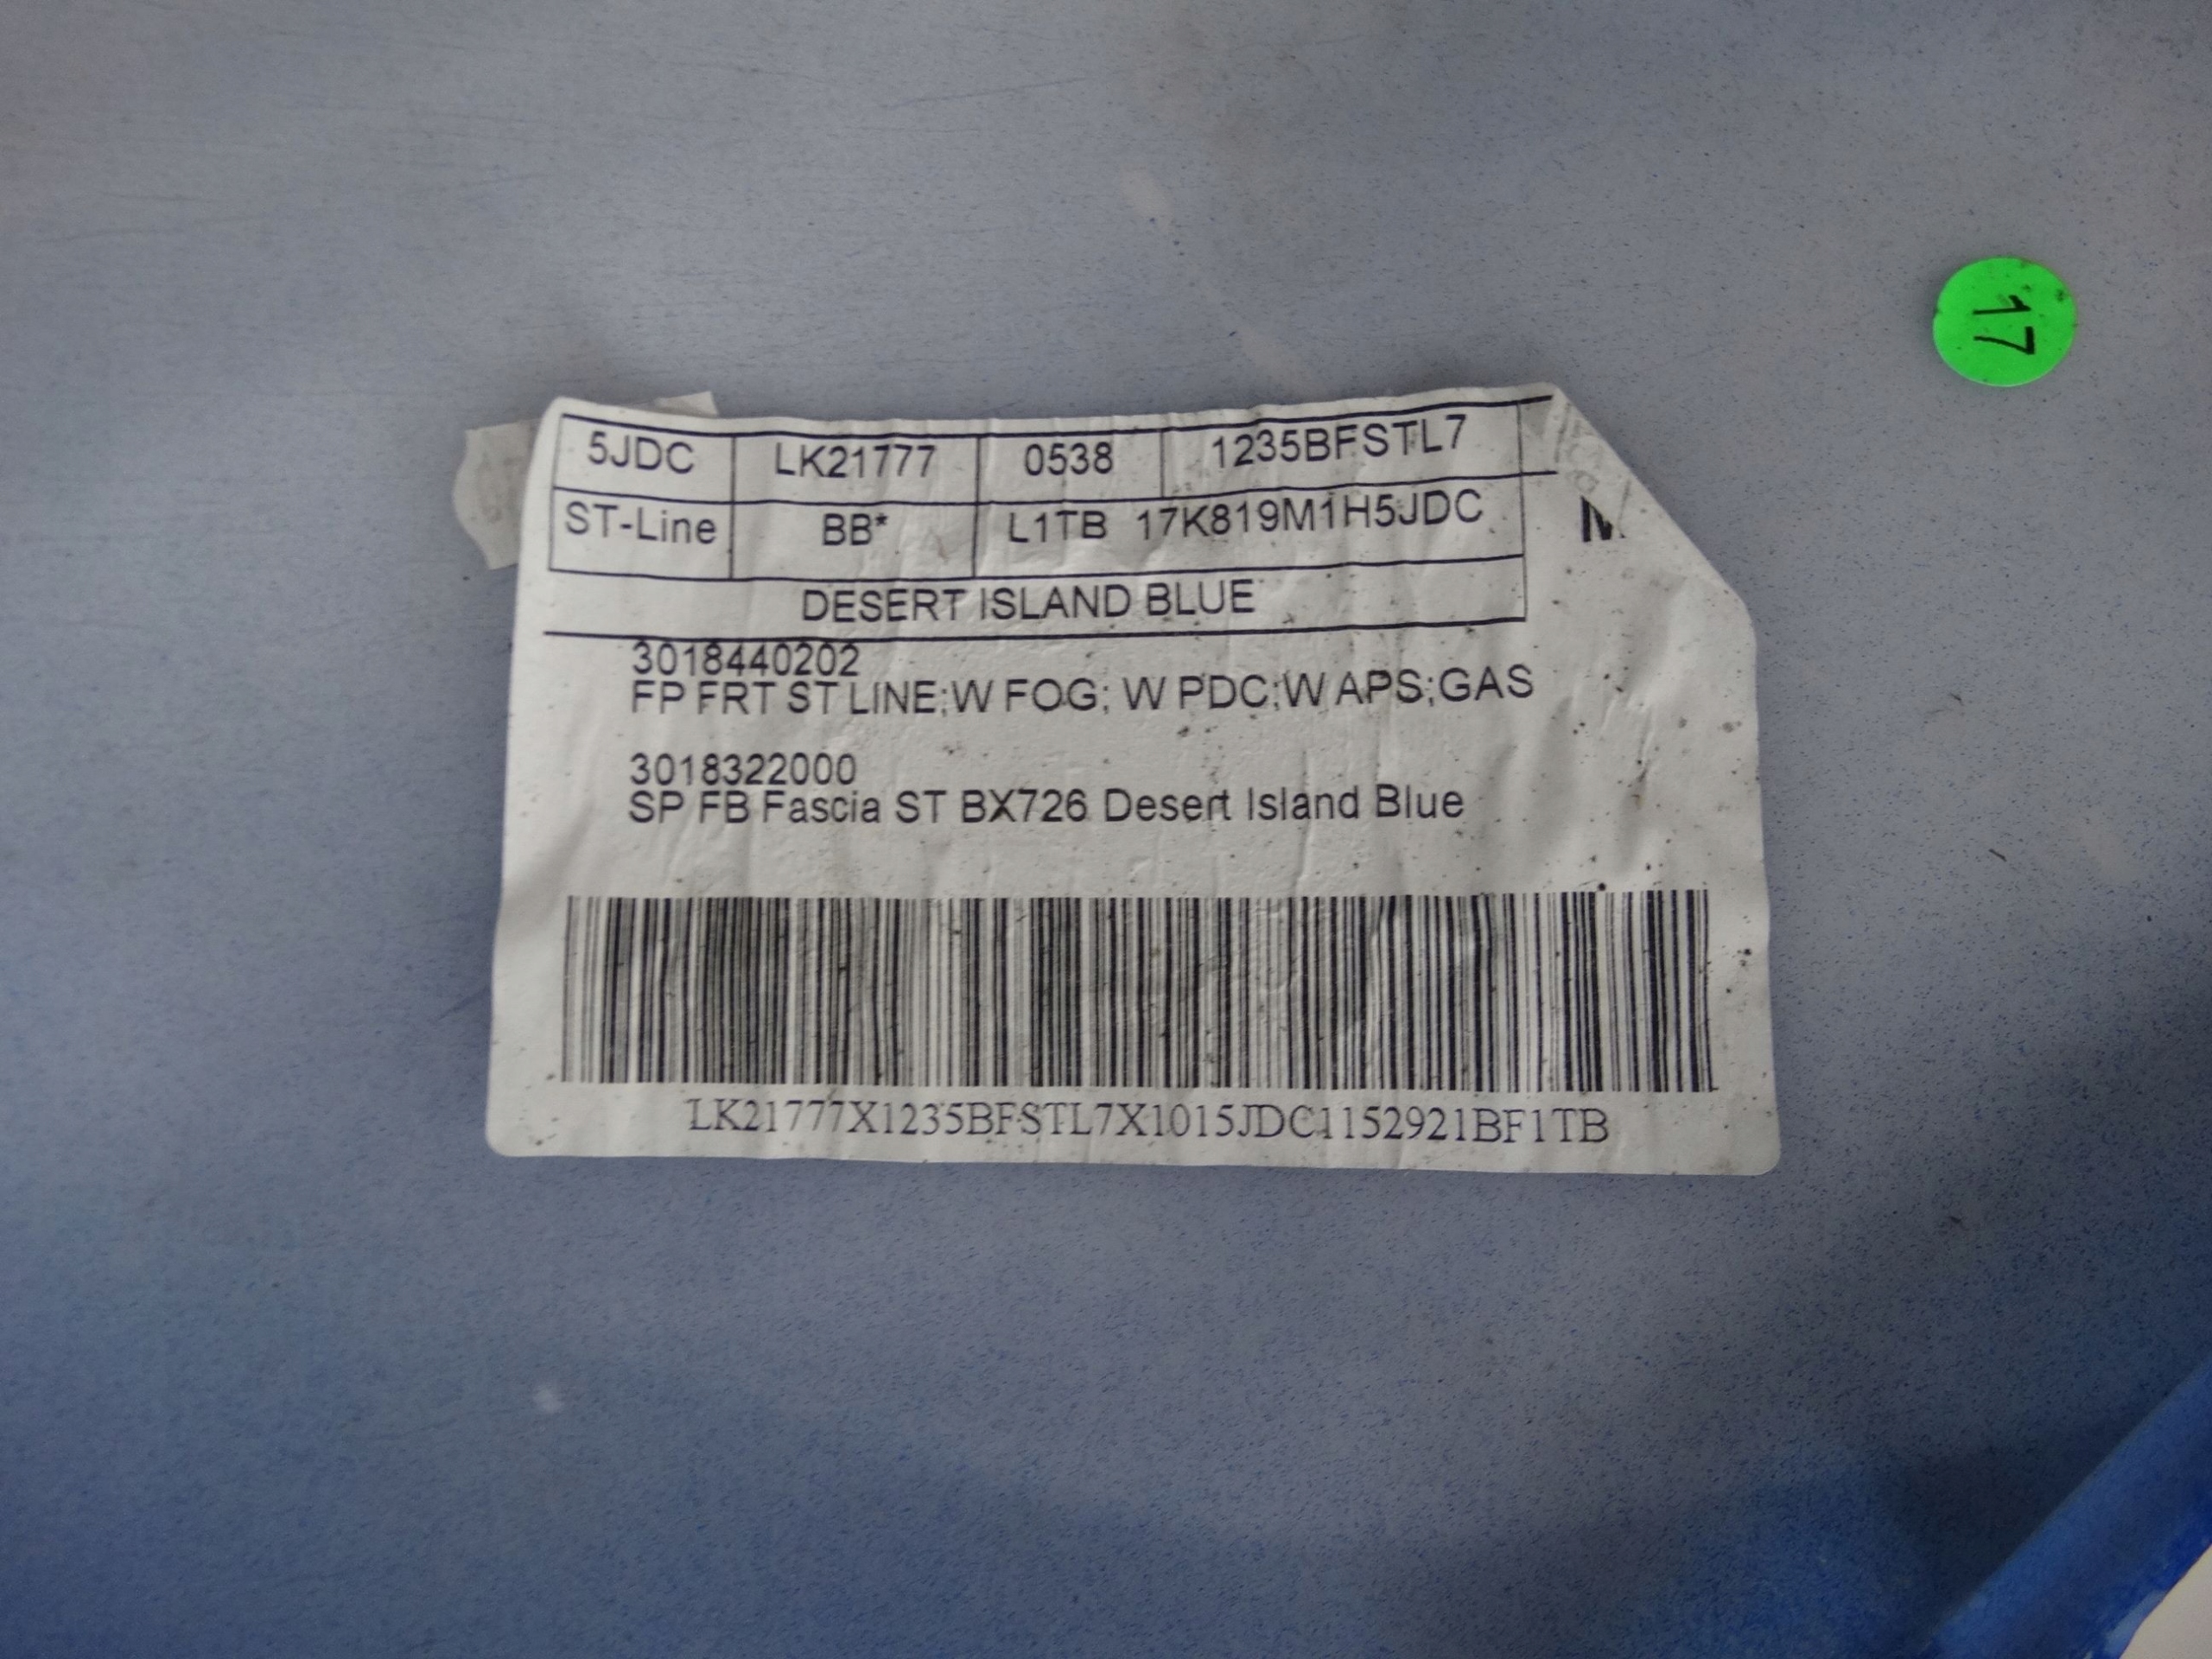 5JDC LK21777 0538 1235BFSTL7
ST-Line BB* L1TB 17K819M1H5JDC
DESERT ISLAND BLUE
3018440202
FP FRT ST LINE;W FOG; W PDC;W APS;GAS
3018322000
SP FB Fascia ST BX726 Desert Island Blue
LK21777X1235BFSTL7X1015JDC1152921BF1TB
17